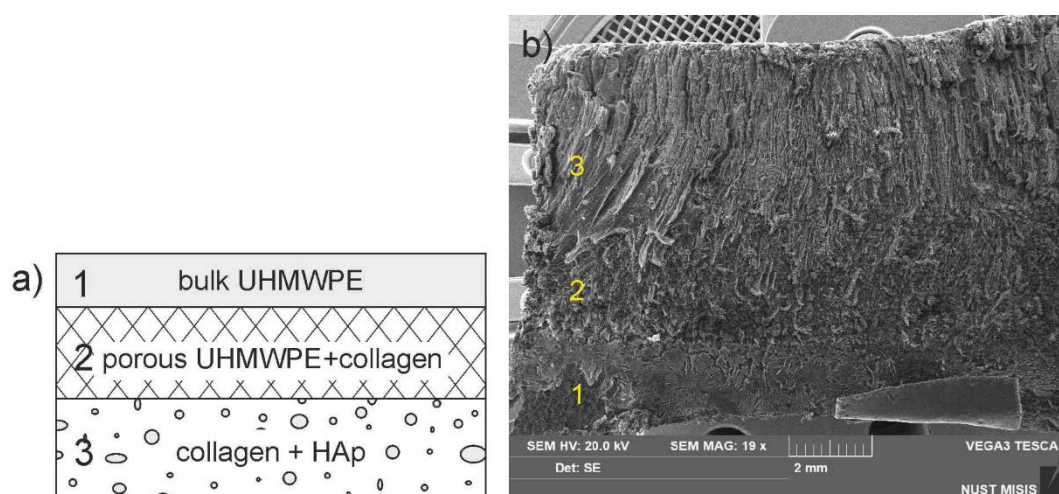 a)
1 bulk UHMWPE
2 porous UHMWPE+collagen
3 collagen + HAp
b)
3
2
1
SEM HV: 20.0 kV SEM MAG: 19 x VEGA3 TESCA
Det: SE 2 mm
NUST MISIS